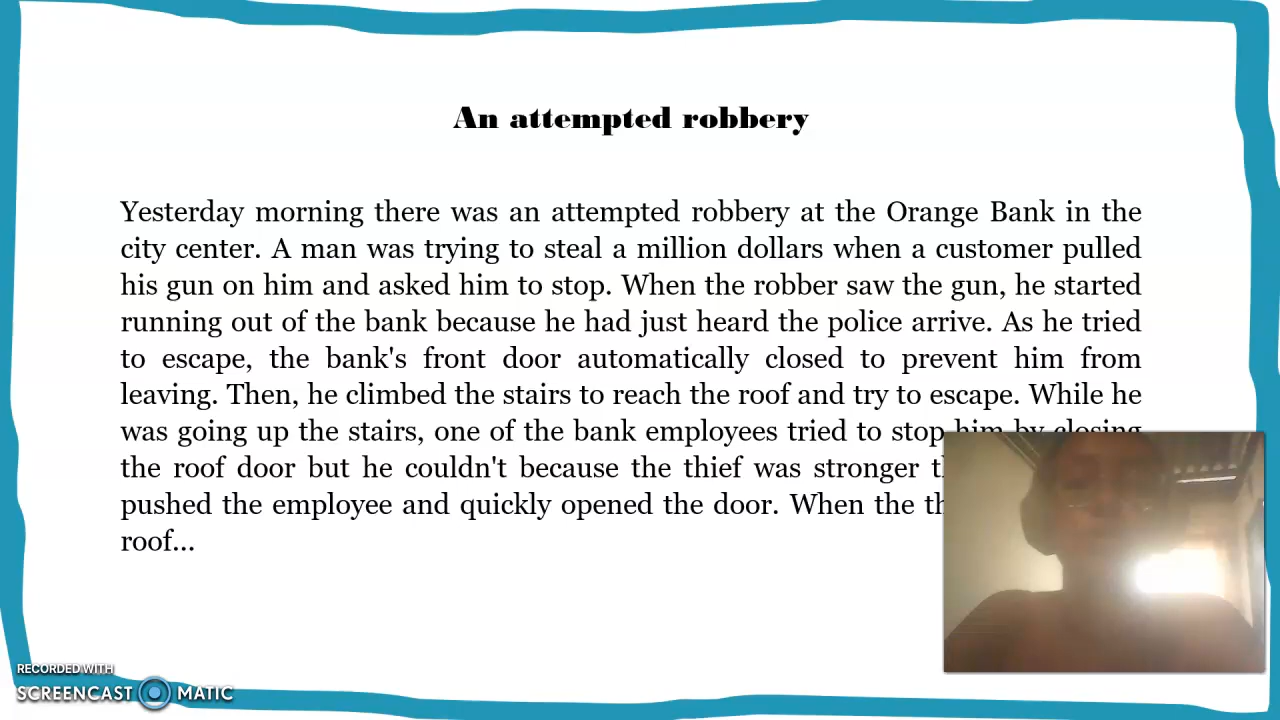 An attempted robbery
Yesterday morning there was an attempted robbery at the Orange Bank in the
city center. A man was trying to steal a million dollars when a customer pulled
his gun on him and asked him to stop. When the robber saw the gun, he started
running out of the bank because he had just heard the police arrive. As he tried
to escape, the bank's front door automatically closed to prevent him from
leaving. Then, he climbed the stairs to reach the roof and try to escape. While he
was going up the stairs, one of the bank employees tried to stop him by closing
the roof door but he couldn't because the thief was stronger
pushed the employee and quickly opened the door. When the
roof...
RECORDED WITH
SCREENCAST MATIC